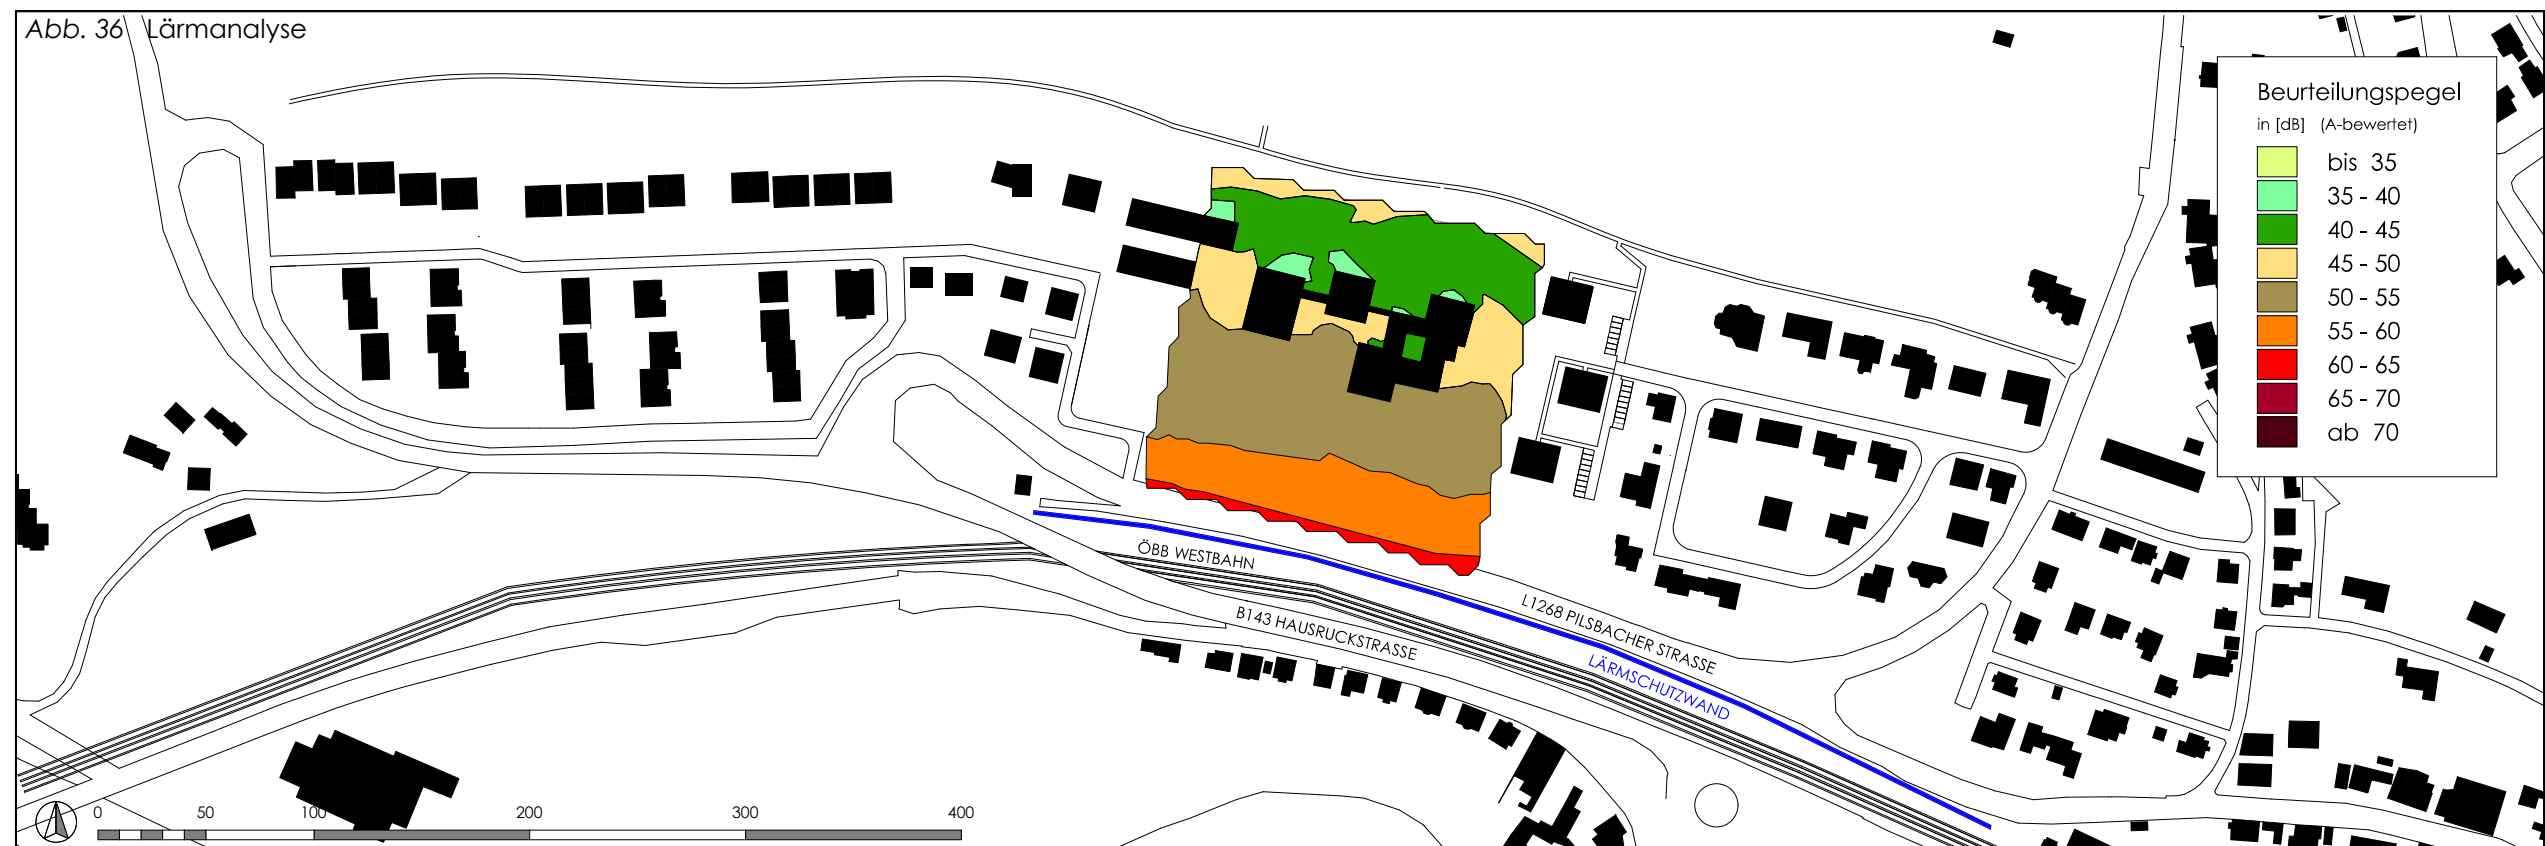 Abb. 36 Lärmanalyse
Beurteilungspegel
in [dB] (A-bewertet)
bis 35
35 - 40
40 - 45
45 - 50
50 - 55
55 - 60
60 - 65
65 - 70
ab 70
ÖBB WESTBAHN
L1268 PILSBACHER STRASSE
B143 HAUSRUCKSTRASSE
LÄRMSCHUTZWAND
0 50 100 200 300 400